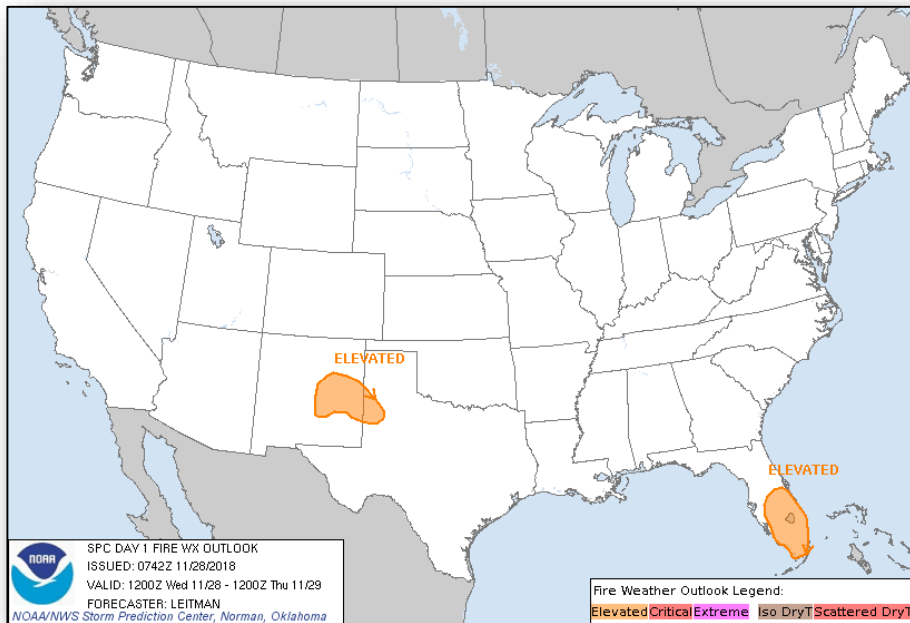 ELEVATED
ELEVATED
NOAA
SPC DAY 1 FIRE WX OUTLOOK
ISSUED: 0742Z 11/28/2018
VALID: 1200Z Wed 11/28 - 1200Z Thu 11/29
FORECASTER: LEITMAN
NOAA/NWS Storm Prediction Center, Norman, Oklahoma
Fire Weather Outlook Legend:
Elevated Critical Extreme Iso DryT Scattered DryT